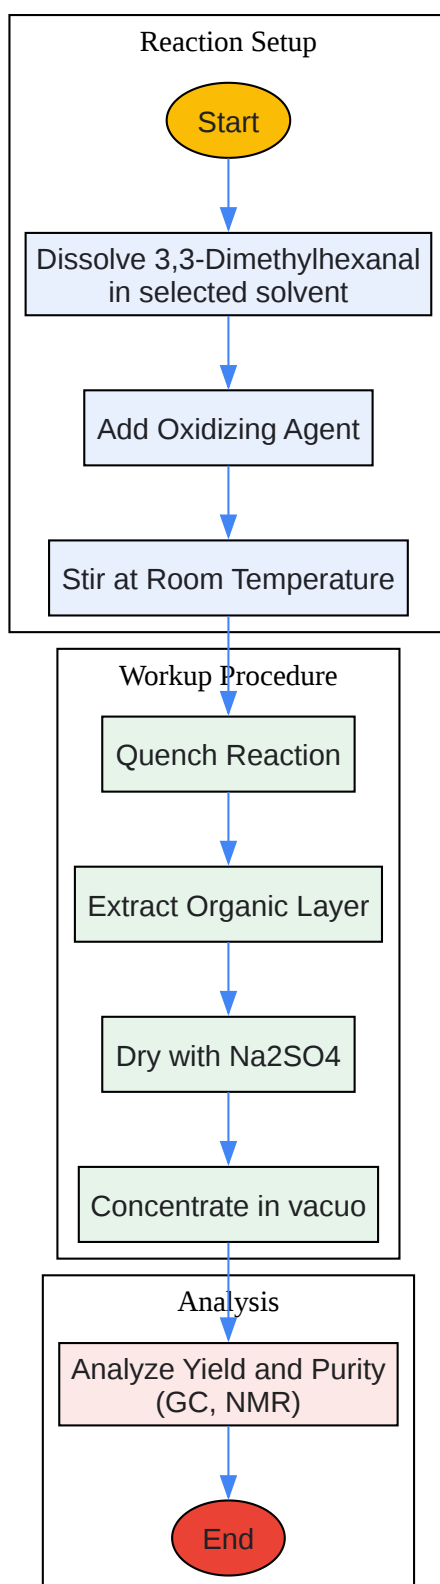 Reaction Setup
Start
Dissolve 3,3-Dimethylhexanal
in selected solvent
Add Oxidizing Agent
Stir at Room Temperature
Workup Procedure
Quench Reaction
Extract Organic Layer
Dry with Na2SO4
Concentrate in vacuo
Analysis
Analyze Yield and Purity
(GC, NMR)
End